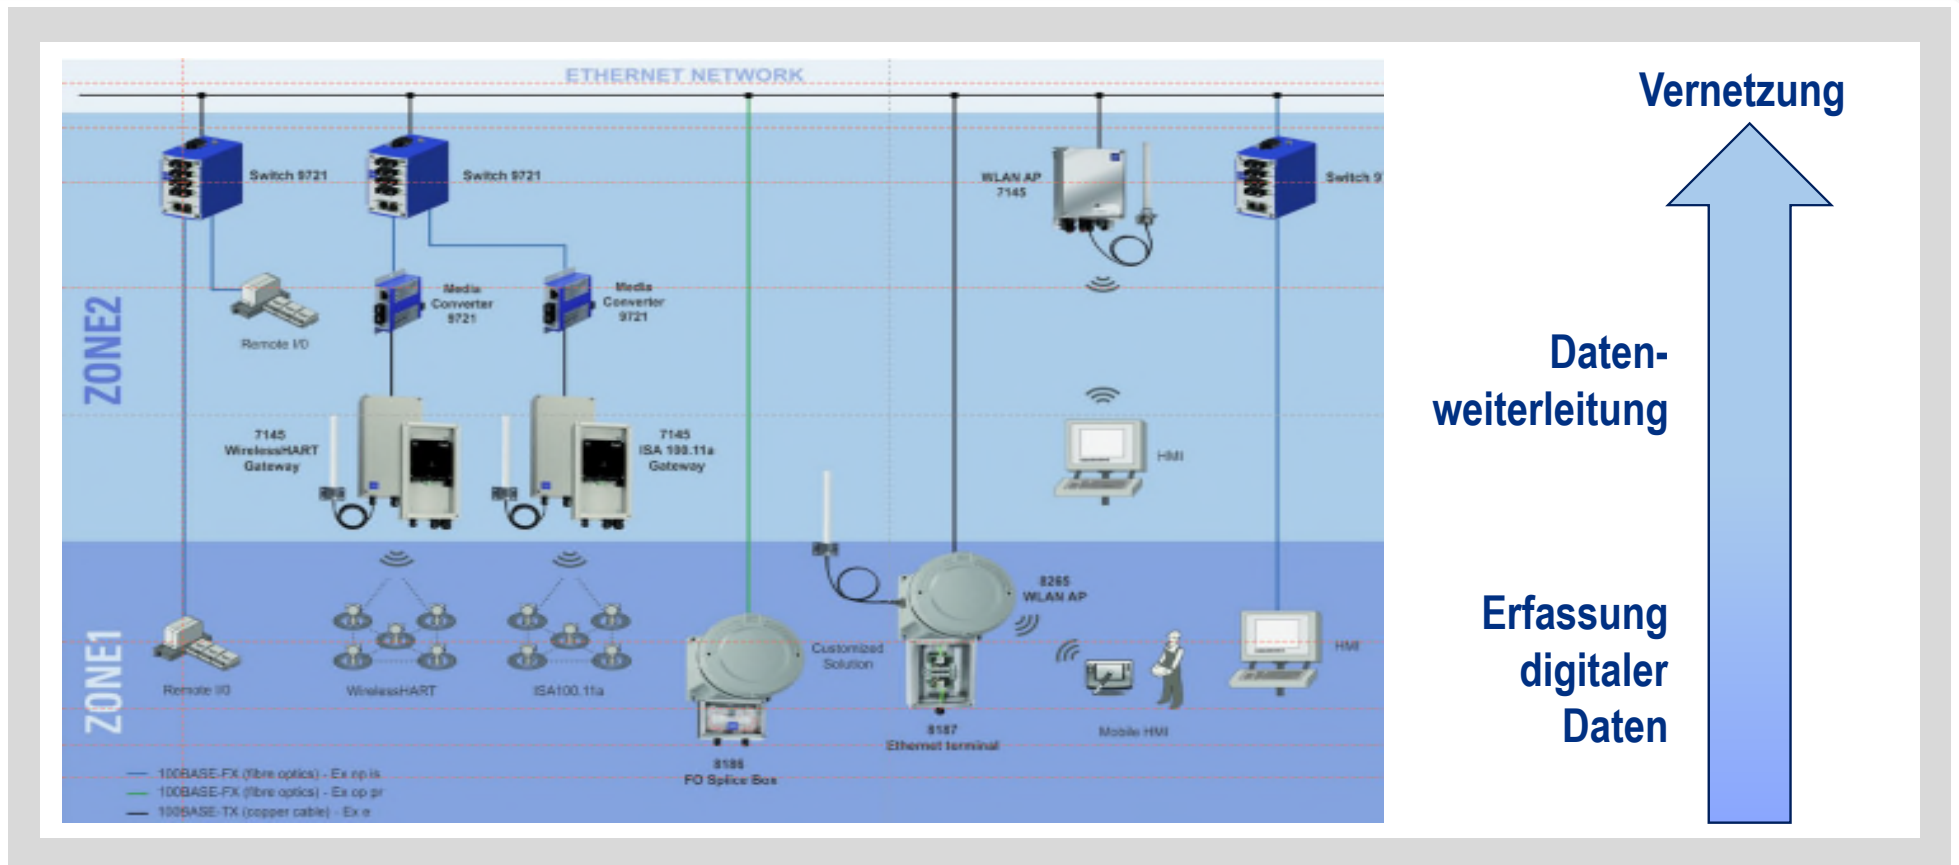 ETHERNET NETWORK
Vernetzung
Switch 9721
Switch 9721
WLAN AP
7145
Switch 9
Media
Converter
9721
Media
Converter
9721
Remote I/0
ZONE2
Daten-
weiterleitung
7145
WirelessHART
Gateway
7145
ISA 100.11a
Gateway
HMI
8265
WLAN AP
Erfassung
digitaler
Daten
Customized
Solution
HMI
ZONE1
Remote I/0
WirelessHART
ISA100.11a
8187
Ethernet terminal
Mobile HMI
8186
FO Splice Box
100BASE-FX (fibre optics) - Ex op is
100BASE-FX (fibre optics) - Ex op pr
100BASE-TX (copper cable) - Ex e